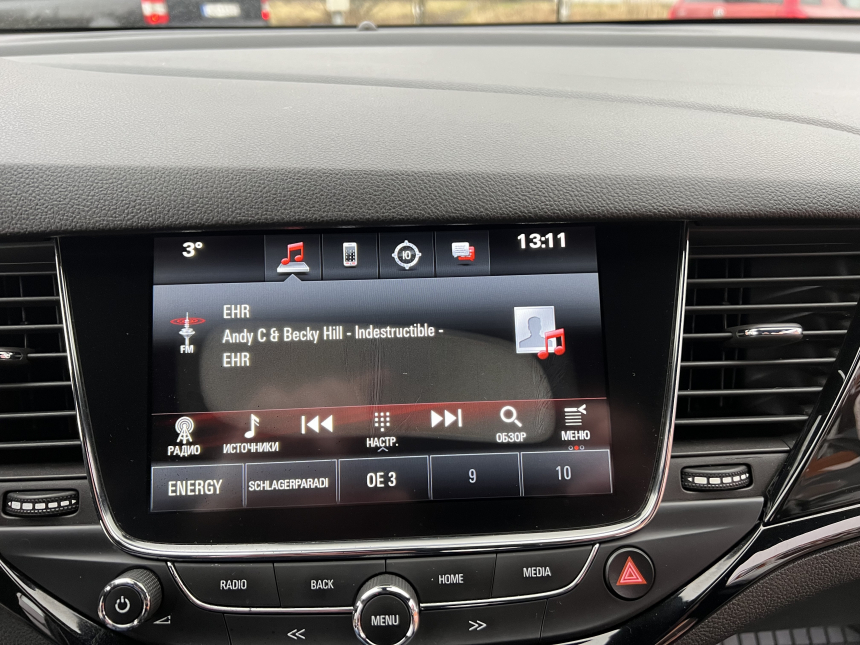 3°
IO
13:11
FM
EHR
Andy C & Becky Hill - Indestructible -
EHR
РАДИО
ИСТОЧНИКИ
НАСТР.
ОБЗОР
МЕНЮ
ENERGY
SCHLAGERPARADI
OE 3
9
10
RADIO
BACK
HOME
MEDIA
MENU